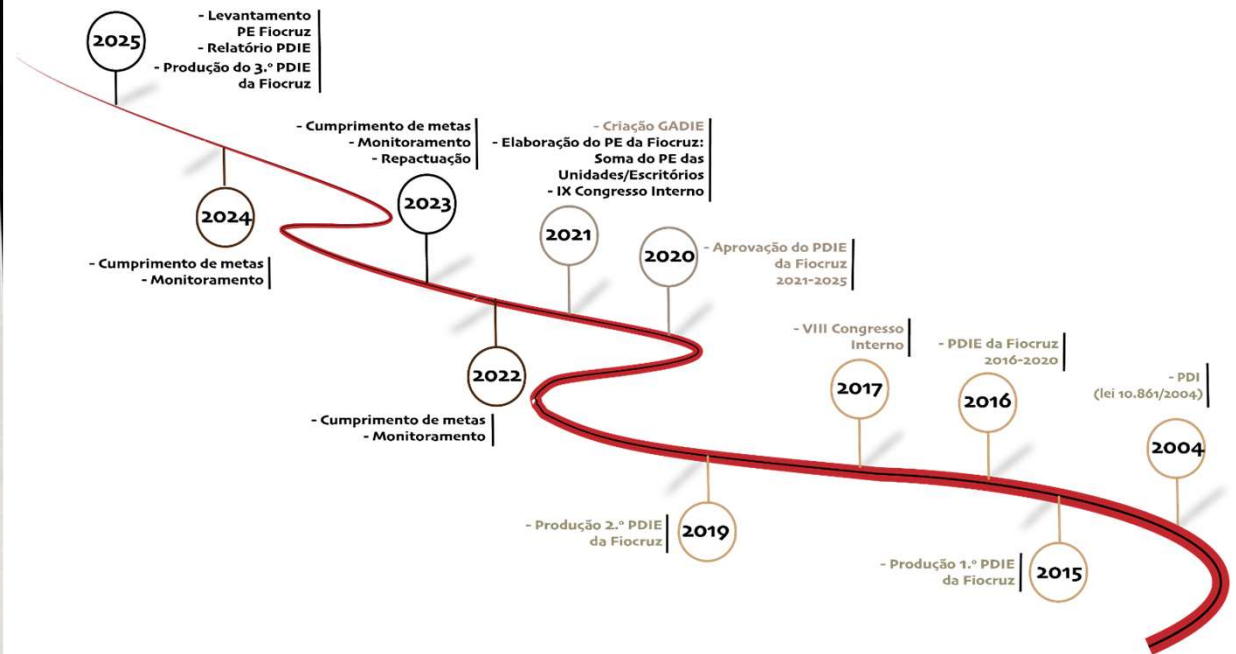 2025
- Levantamento
PE Fiocruz
- Relatório PDIE
- Produção do 3.º PDIE
da Fiocruz
2024
- Cumprimento de metas
- Monitoramento
- Cumprimento de metas
- Monitoramento
- Repactuação
2023
- Criação GADIE
- Elaboração do PE da Fiocruz:
Soma do PE das
Unidades/Escritórios
- IX Congresso Interno
2021
2020
- Aprovação do PDIE
da Fiocruz
2021-2025
2022
- Cumprimento de metas
- Monitoramento
- VIII Congresso
Interno
2017
- PDIE da Fiocruz
2016-2020
2016
- PDI
(lei 10.861/2004)
2004
- Produção 2.º PDIE
da Fiocruz
2019
- Produção 1.º PDIE
da Fiocruz
2015